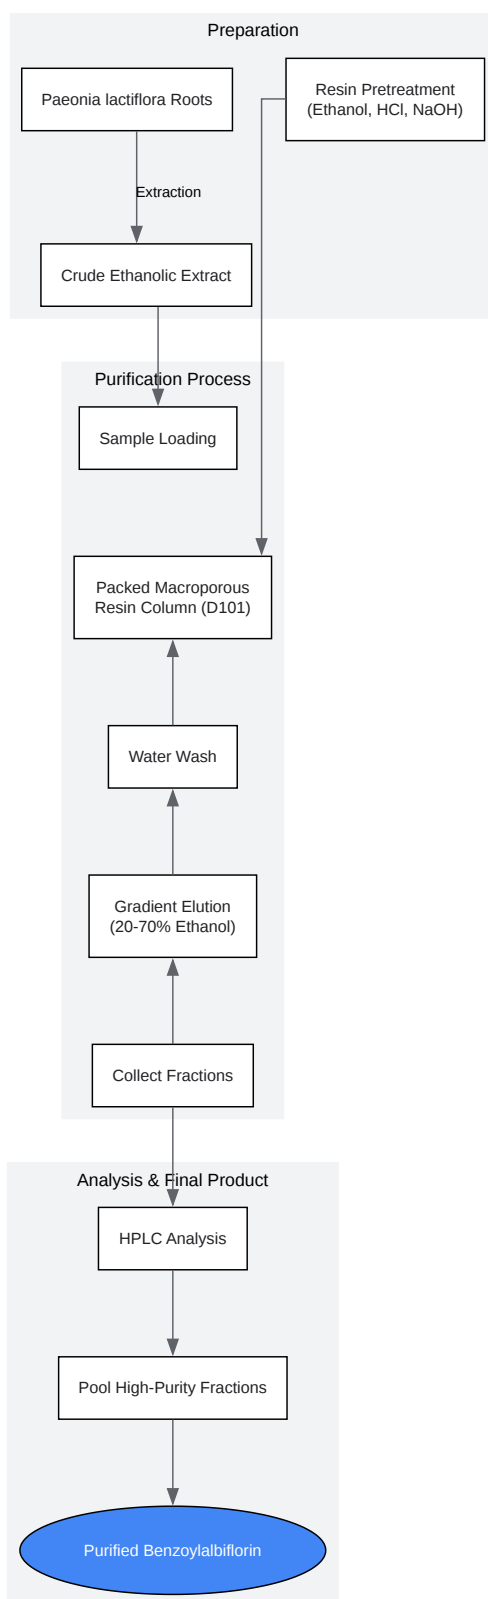 Preparation
Paeonia lactiflora Roots
Resin Pretreatment
(Ethanol, HCl, NaOH)
Extraction
Crude Ethanolic Extract
Purification Process
Sample Loading
Packed Macroporous
Resin Column (D101)
Water Wash
Gradient Elution
(20-70% Ethanol)
Collect Fractions
Analysis & Final Product
HPLC Analysis
Pool High-Purity Fractions
Purified Benzoylalbiflorin